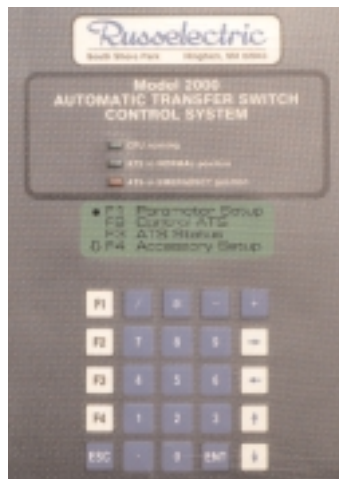 Russelectric
South Shore Park Hingham, MA 02043
Model 2000
AUTOMATIC TRANSFER SWITCH
CONTROL SYSTEM
CPU running
ATS in NORMAL position
ATS in EMERGENCY position
F1 Parameter Setup
F2 Control ATS
F3 ATS Status
& F4 Accessory Setup
F1 / - +
F2 7 8 9
F3 4 5 6
F4 1 2 3
ESC . 0 ENT